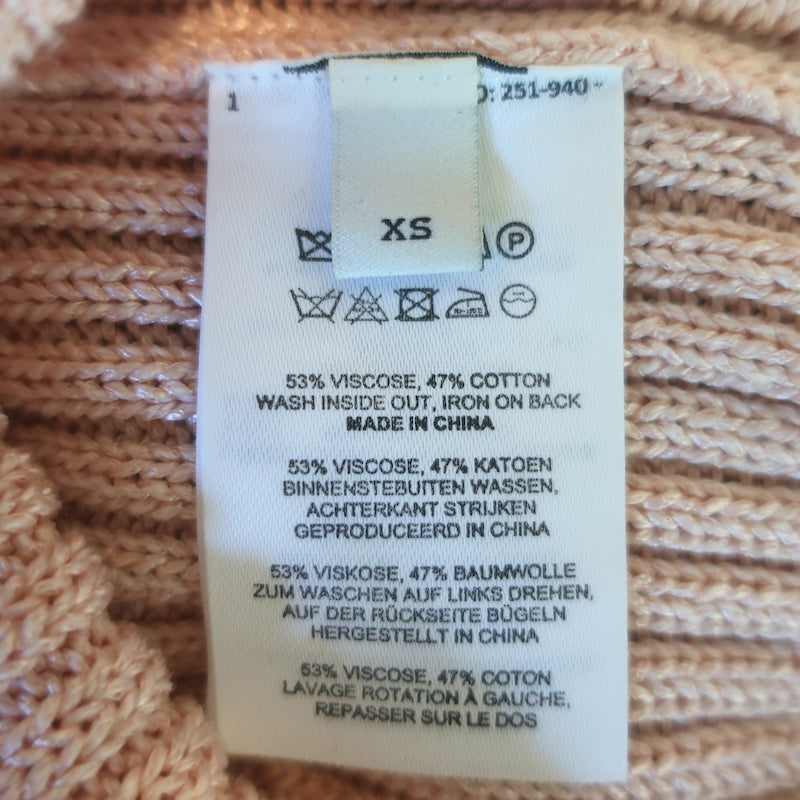 1
: 251-940
XS
P
53% VISCOSE, 47% COTTON
WASH INSIDE OUT, IRON ON BACK
MADE IN CHINA
53% VISCOSE, 47% KATOEN
BINNENSTEBUITEN WASSEN,
ACHTERKANT STRIJKEN
GEPRODUCEERD IN CHINA
53% VISKOSE, 47% BAUMWOLLE
ZUM WASCHEN AUF LINKS DREHEN,
AUF DER RÜCKSEITE BÜGELN
HERGESTELLT IN CHINA
53% VISCOSE, 47% COTON
LAVAGE ROTATION À GAUCHE,
REPASSER SUR LE DOS